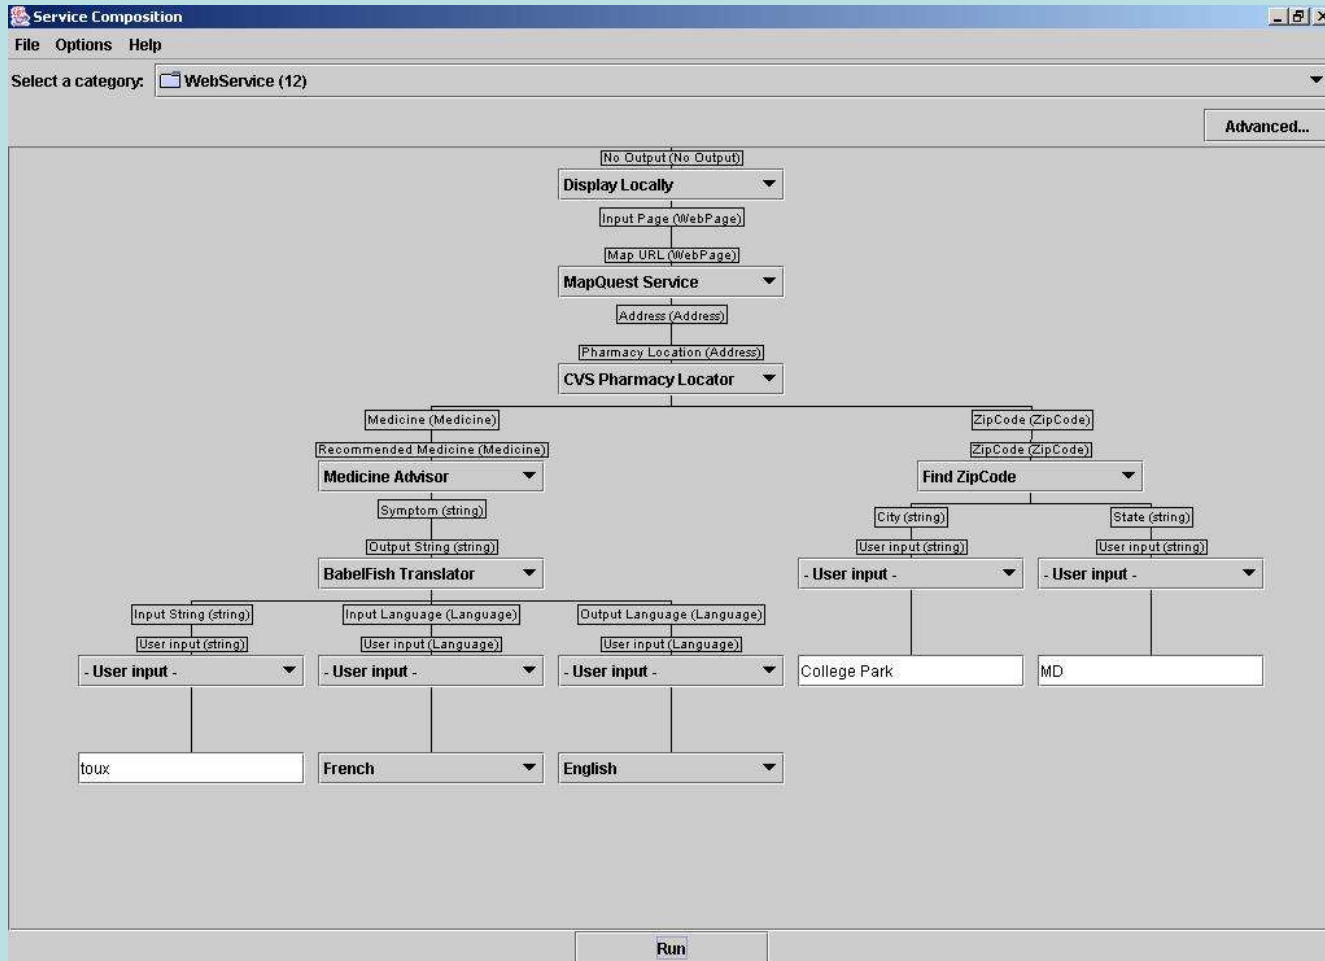 Service Composition
File Options Help
Select a category: WebService (12)
Advanced...
No Output (No Output)
Display Locally
Input Page (WebPage)
Map URL (WebPage)
MapQuest Service
Address (Address)
Pharmacy Location (Address)
CVS Pharmacy Locator
Medicine (Medicine) ZipCode (ZipCode)
Recommended Medicine (Medicine) ZipCode (ZipCode)
Medicine Advisor Find ZipCode
Symptom (string) City (string) State (string)
Output String (string) User input (string) User input (string)
BabelFish Translator - User input - - User input -
Input String (string) Input Language (Language) Output Language (Language)
User input (string) User input (Language) User input (Language)
- User input - - User input - - User input - College Park MD
toux French English
Run